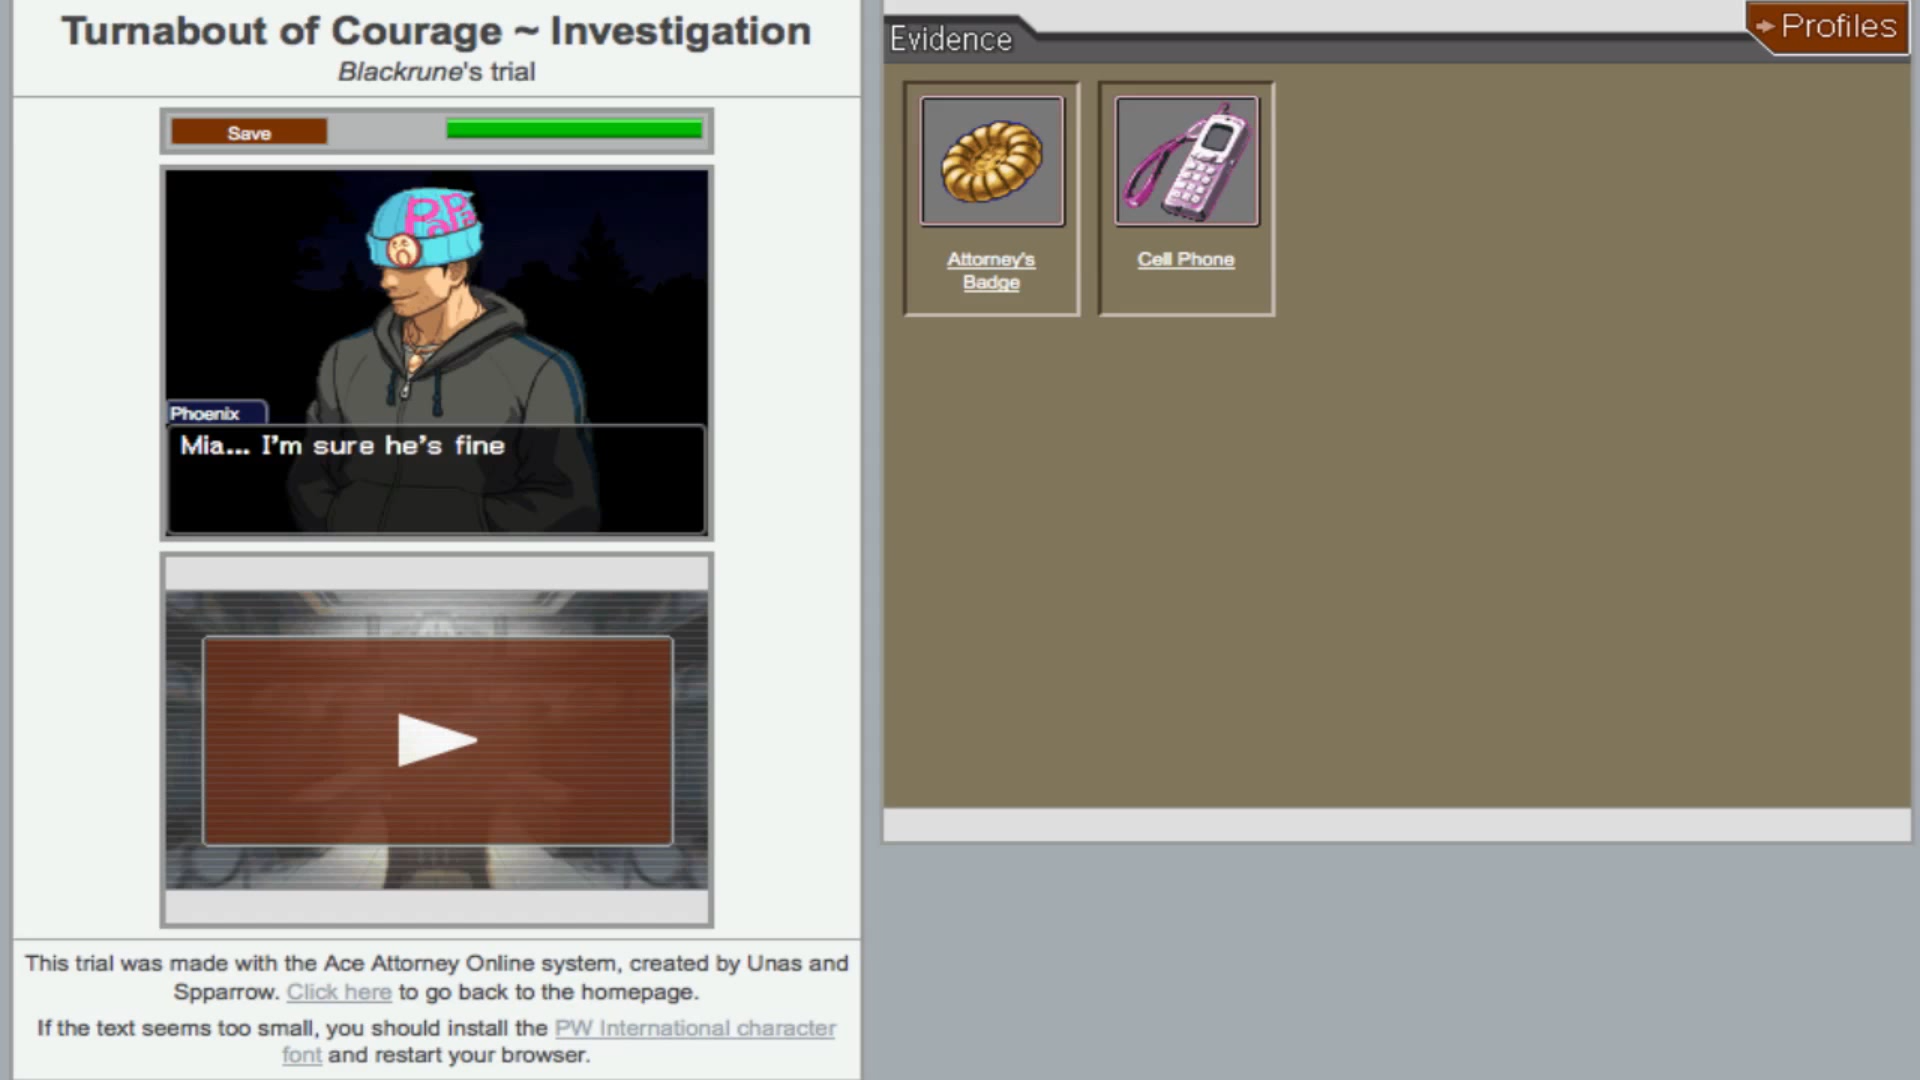 Turnabout of Courage ~ Investigation
Blackrune's trial
Save
Papa
Phoenix
Mia... I'm sure he's fine
This trial was made with the Ace Attorney Online system, created by Unas and
Spparrow. Click here to go back to the homepage.
If the text seems too small, you should install the PW International character
font and restart your browser.
Evidence
Profiles
Attorney's
Badge
Cell Phone